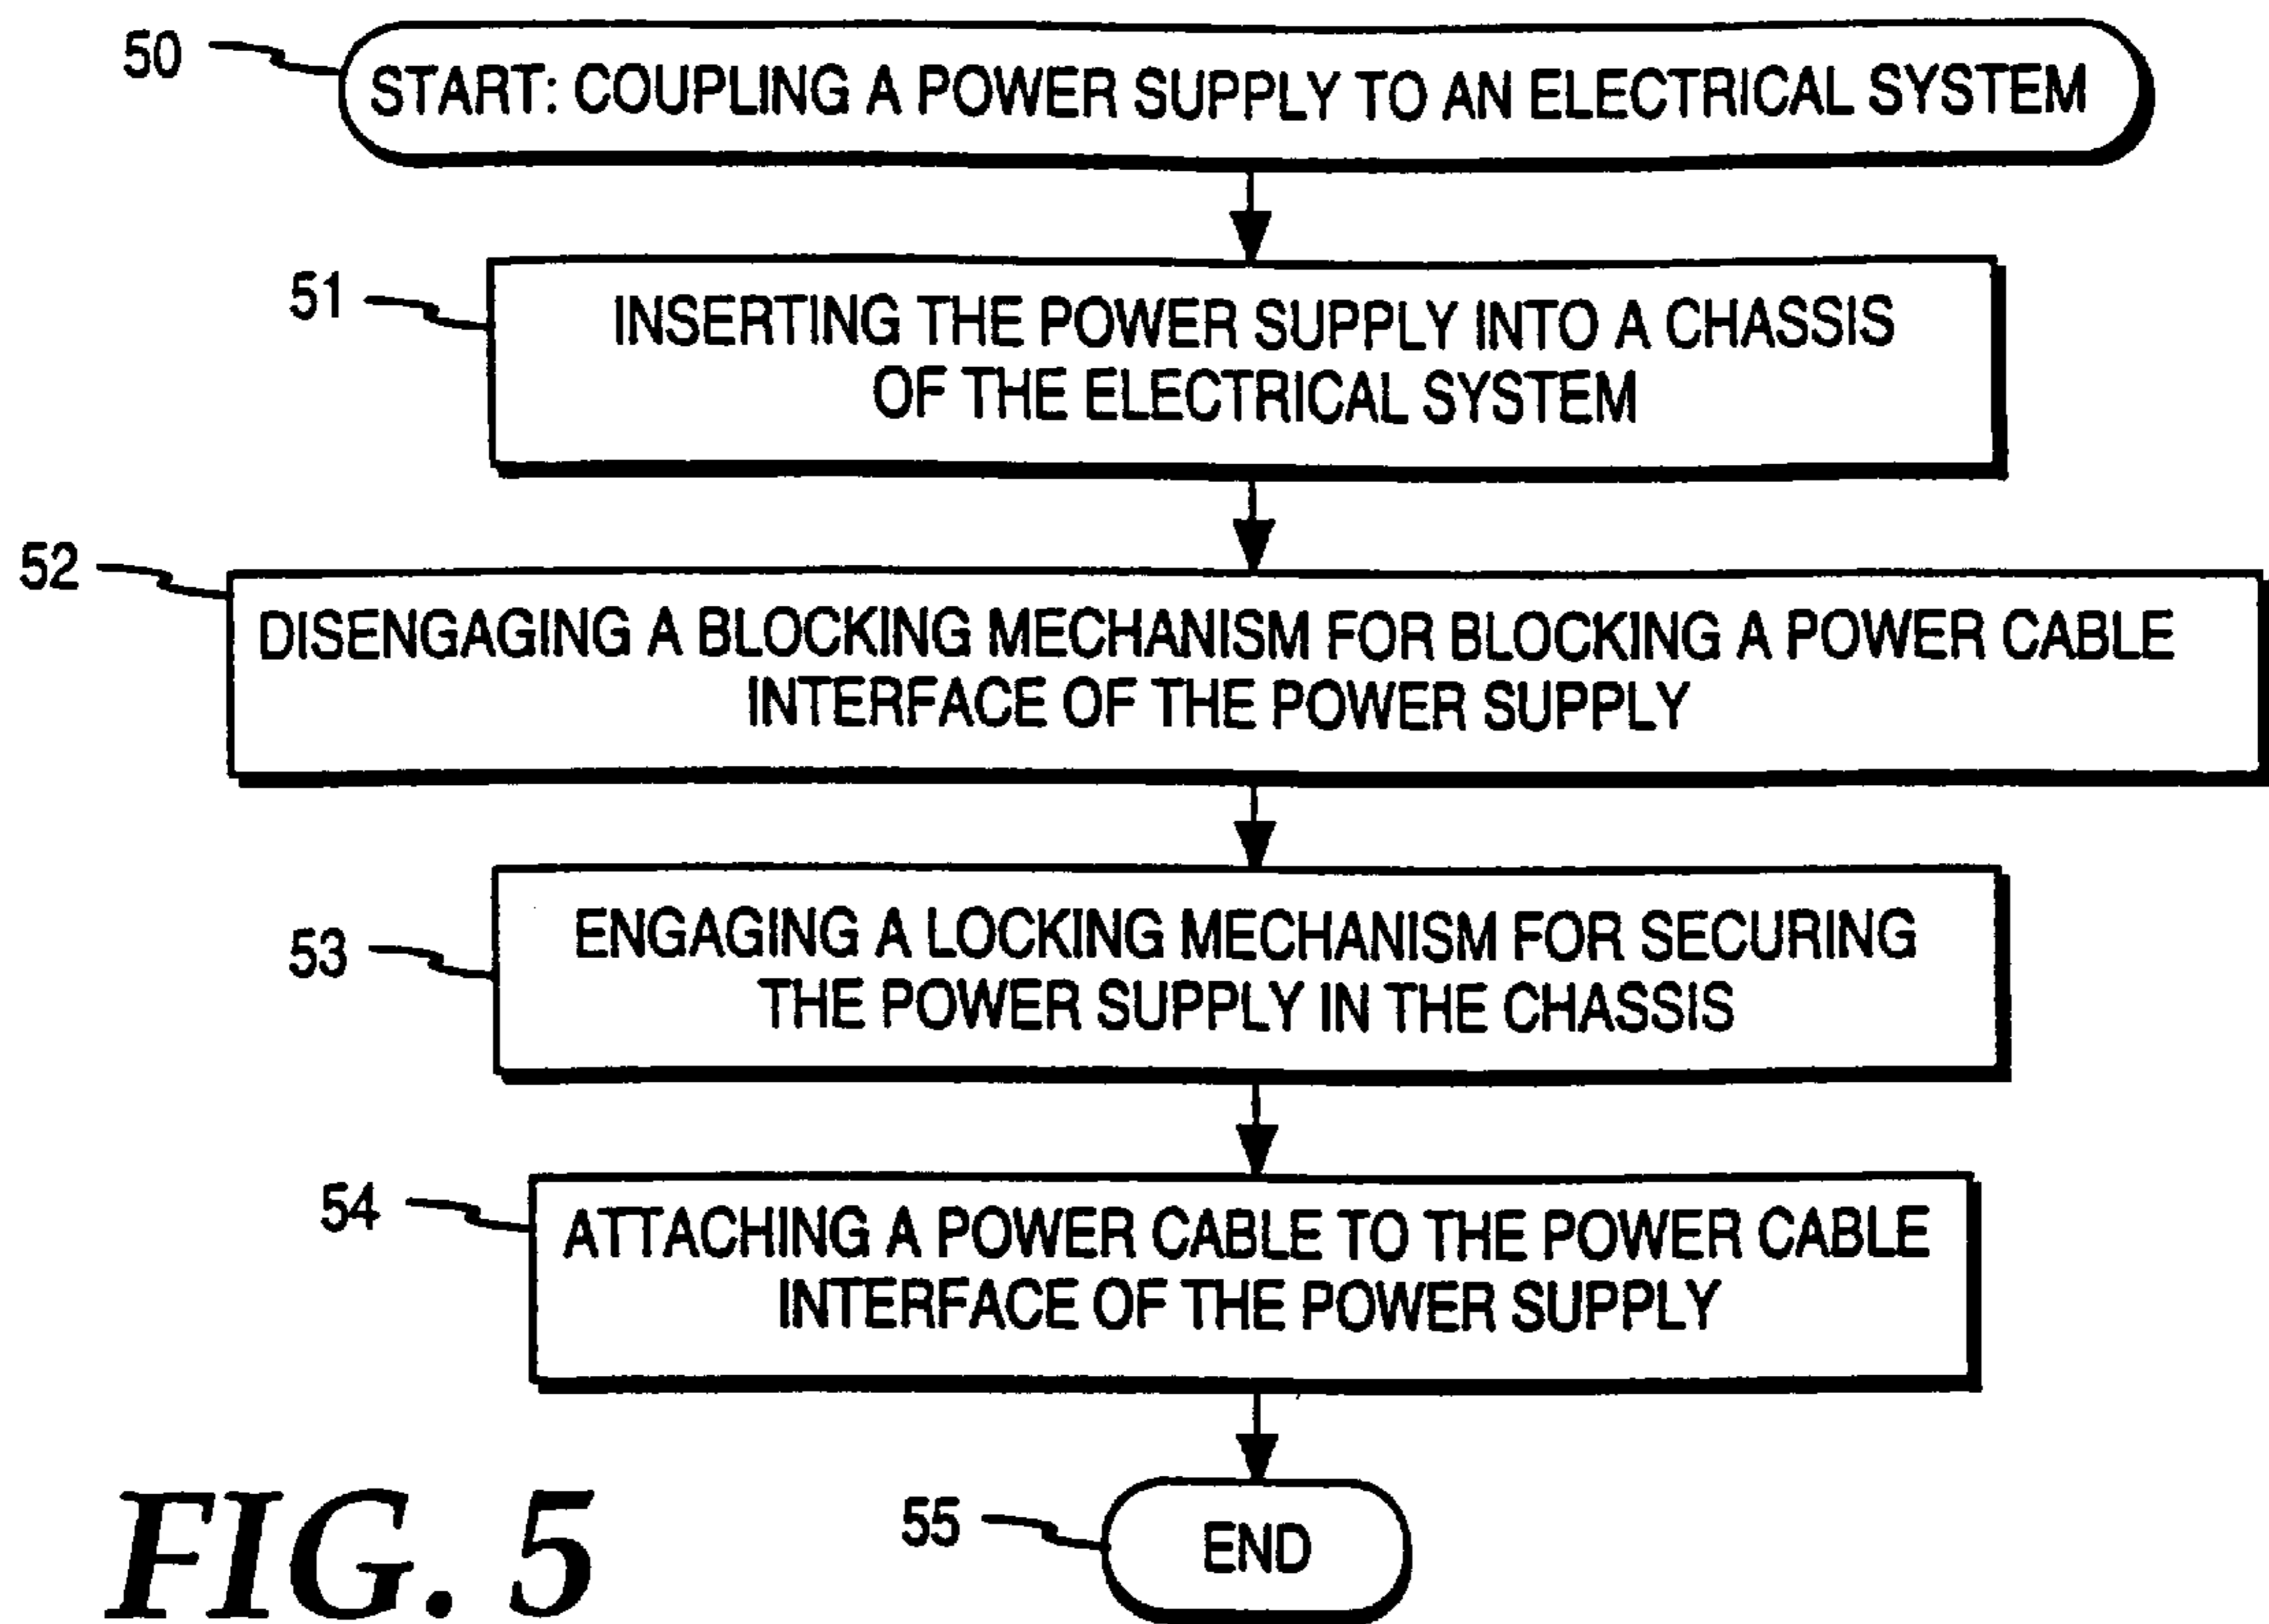 50
START: COUPLING A POWER SUPPLY TO AN ELECTRICAL SYSTEM
51
INSERTING THE POWER SUPPLY INTO A CHASSIS
OF THE ELECTRICAL SYSTEM
52
DISENGAGING A BLOCKING MECHANISM FOR BLOCKING A POWER CABLE
INTERFACE OF THE POWER SUPPLY
53
ENGAGING A LOCKING MECHANISM FOR SECURING
THE POWER SUPPLY IN THE CHASSIS
54
ATTACHING A POWER CABLE TO THE POWER CABLE
INTERFACE OF THE POWER SUPPLY
55
END
FIG. 5